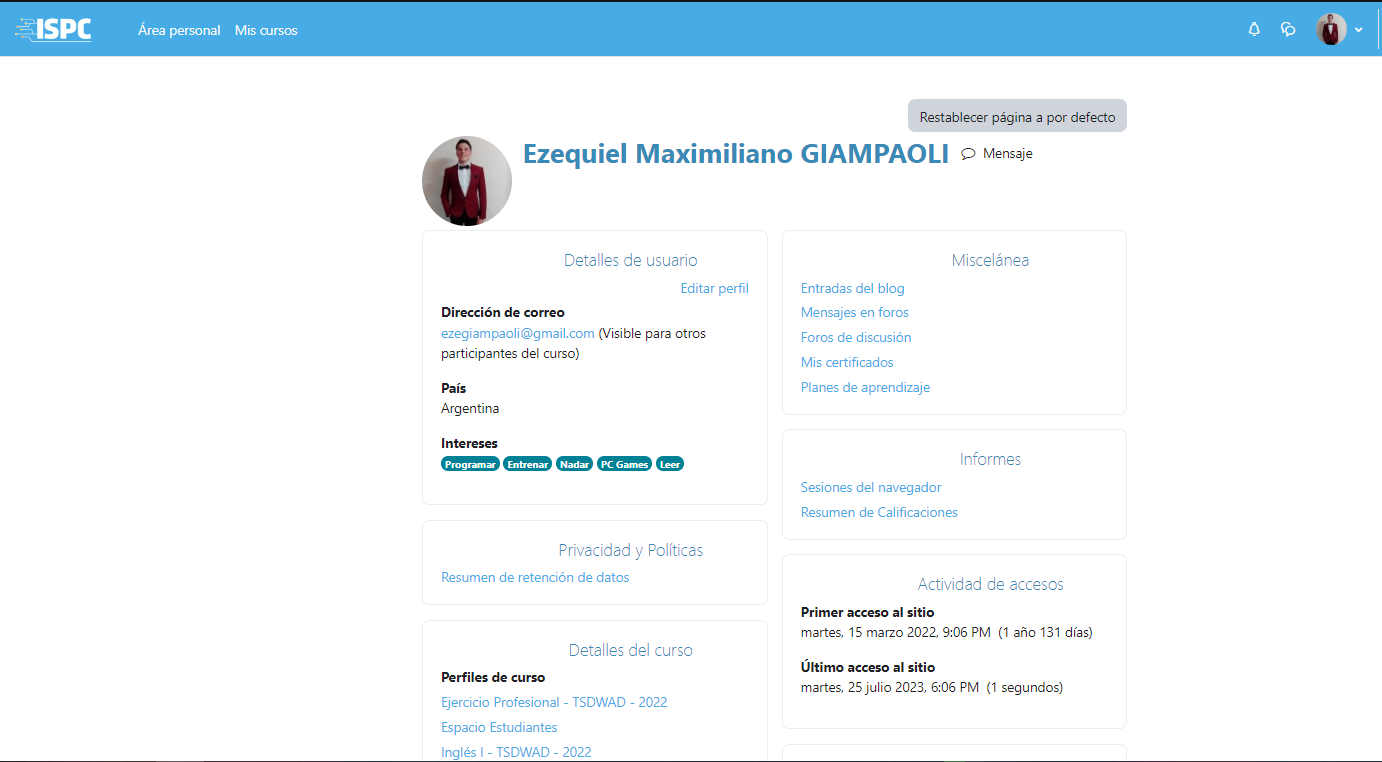 ISPC
Área personal
Mis cursos
Restablecer página a por defecto
Ezequiel Maximiliano GIAMPAOLI
Mensaje
Detalles de usuario
Editar perfil
Dirección de correo
ezegiampaoli@gmail.com (Visible para otros
participantes del curso)
País
Argentina
Intereses
Programar Entrenar Nadar PC Games Leer
Privacidad y Políticas
Resumen de retención de datos
Detalles del curso
Perfiles de curso
Ejercicio Profesional - TSDWAD - 2022
Espacio Estudiantes
Inglés I - TSDWAD - 2022
Miscelánea
Entradas del blog
Mensajes en foros
Foros de discusión
Mis certificados
Planes de aprendizaje
Informes
Sesiones del navegador
Resumen de Calificaciones
Actividad de accesos
Primer acceso al sitio
martes, 15 marzo 2022, 9:06 PM  (1 año 131 días)
Último acceso al sitio
martes, 25 julio 2023, 6:06 PM  (1 segundos)